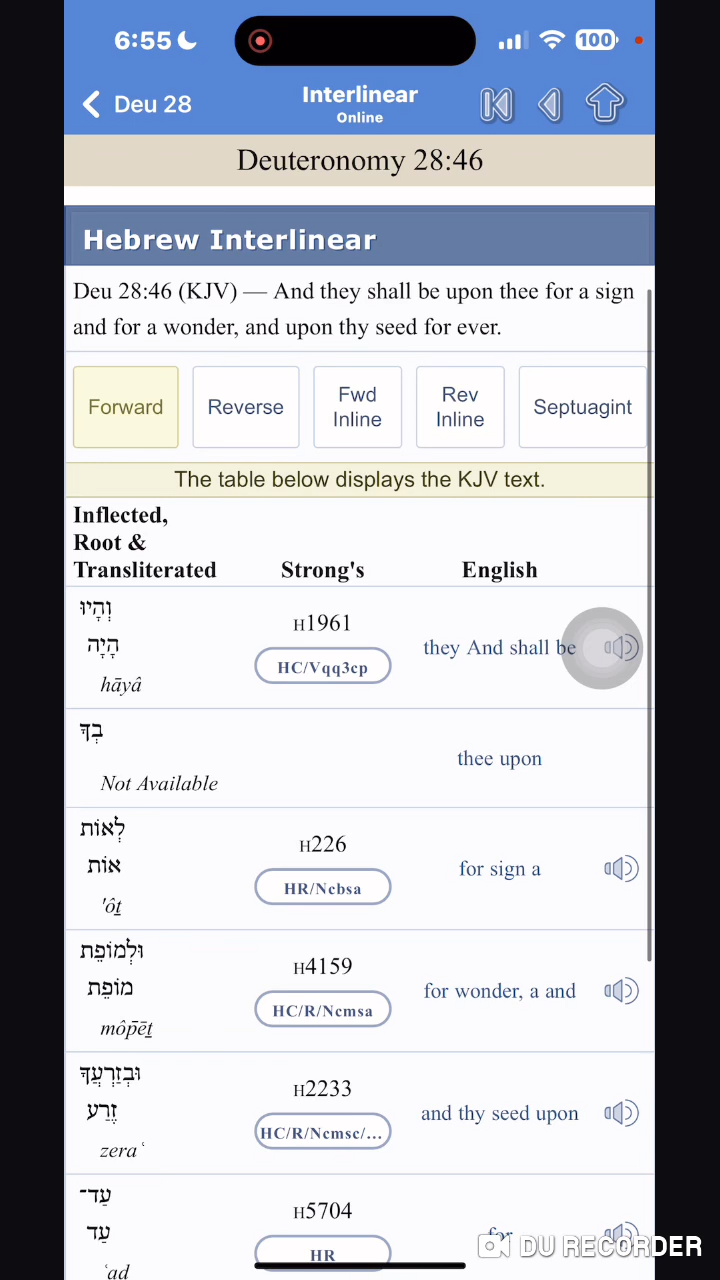 6:55
100
Deu 28
Interlinear
Online
Deuteronomy 28:46
Hebrew Interlinear
Deu 28:46 (KJV) — And they shall be upon thee for a sign
and for a wonder, and upon thy seed for ever.
Forward
Reverse
Fwd
Inline
Rev
Inline
Septuagint
The table below displays the KJV text.
Inflected,
Root &
Transliterated
Strong's
English
וְהָיוּ
הָיָה
hāyâ
H1961
HC/Vqq3cp
they And shall be
בְךָ
Not Available
thee upon
לְאוֹת
אוֹת
'ôṯ
H226
HR/Ncbsa
for sign a
וּלְמוֹפֵת
מוֹפֵת
môp̄ēṯ
H4159
HC/R/Ncmsa
for wonder, a and
וּבְזַרְעֲךָ
זֶרַע
zeraʿ
H2233
HC/R/Ncmsc/...
and thy seed upon
עַד־
עַד
ʿad
H5704
HR
for
DU RECORDER